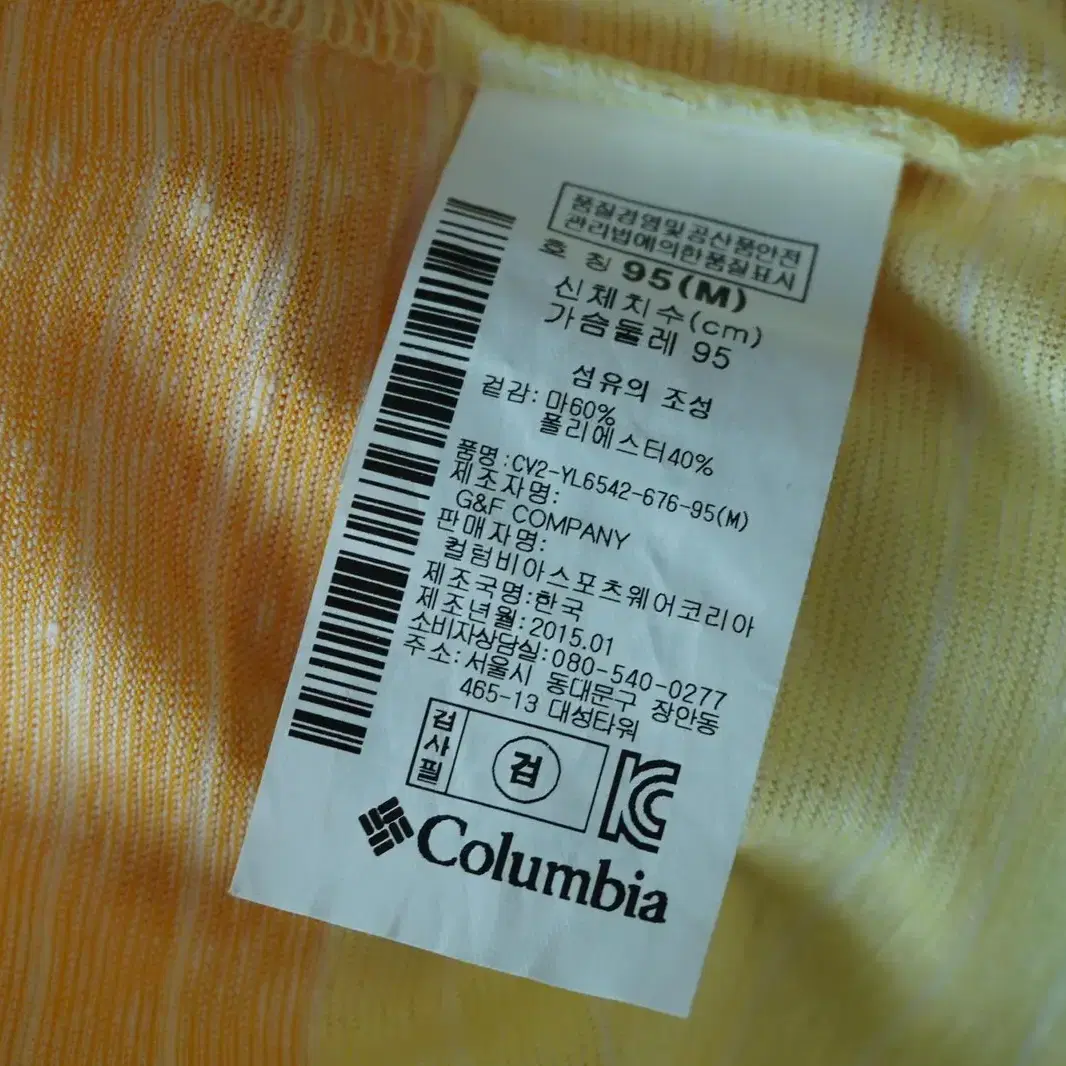 품질경영및공산품안전
관리법에의한품질표시
호 칭 95(M)
신체치수(cm)
가슴둘레 95
섬유의 조성
겉감: 마60%
폴리에스터40%
품명:CV2-YL6542-676-95(M)
제조자명:
G&F COMPANY
판매자명:
컬럼비아스포츠웨어코리아
제조국명:한국
제조년월:2015.01
소비자상담실:080-540-0277
주소:서울시 동대문구 장안동
465-13 대성타워
검사필
검
KC
Columbia